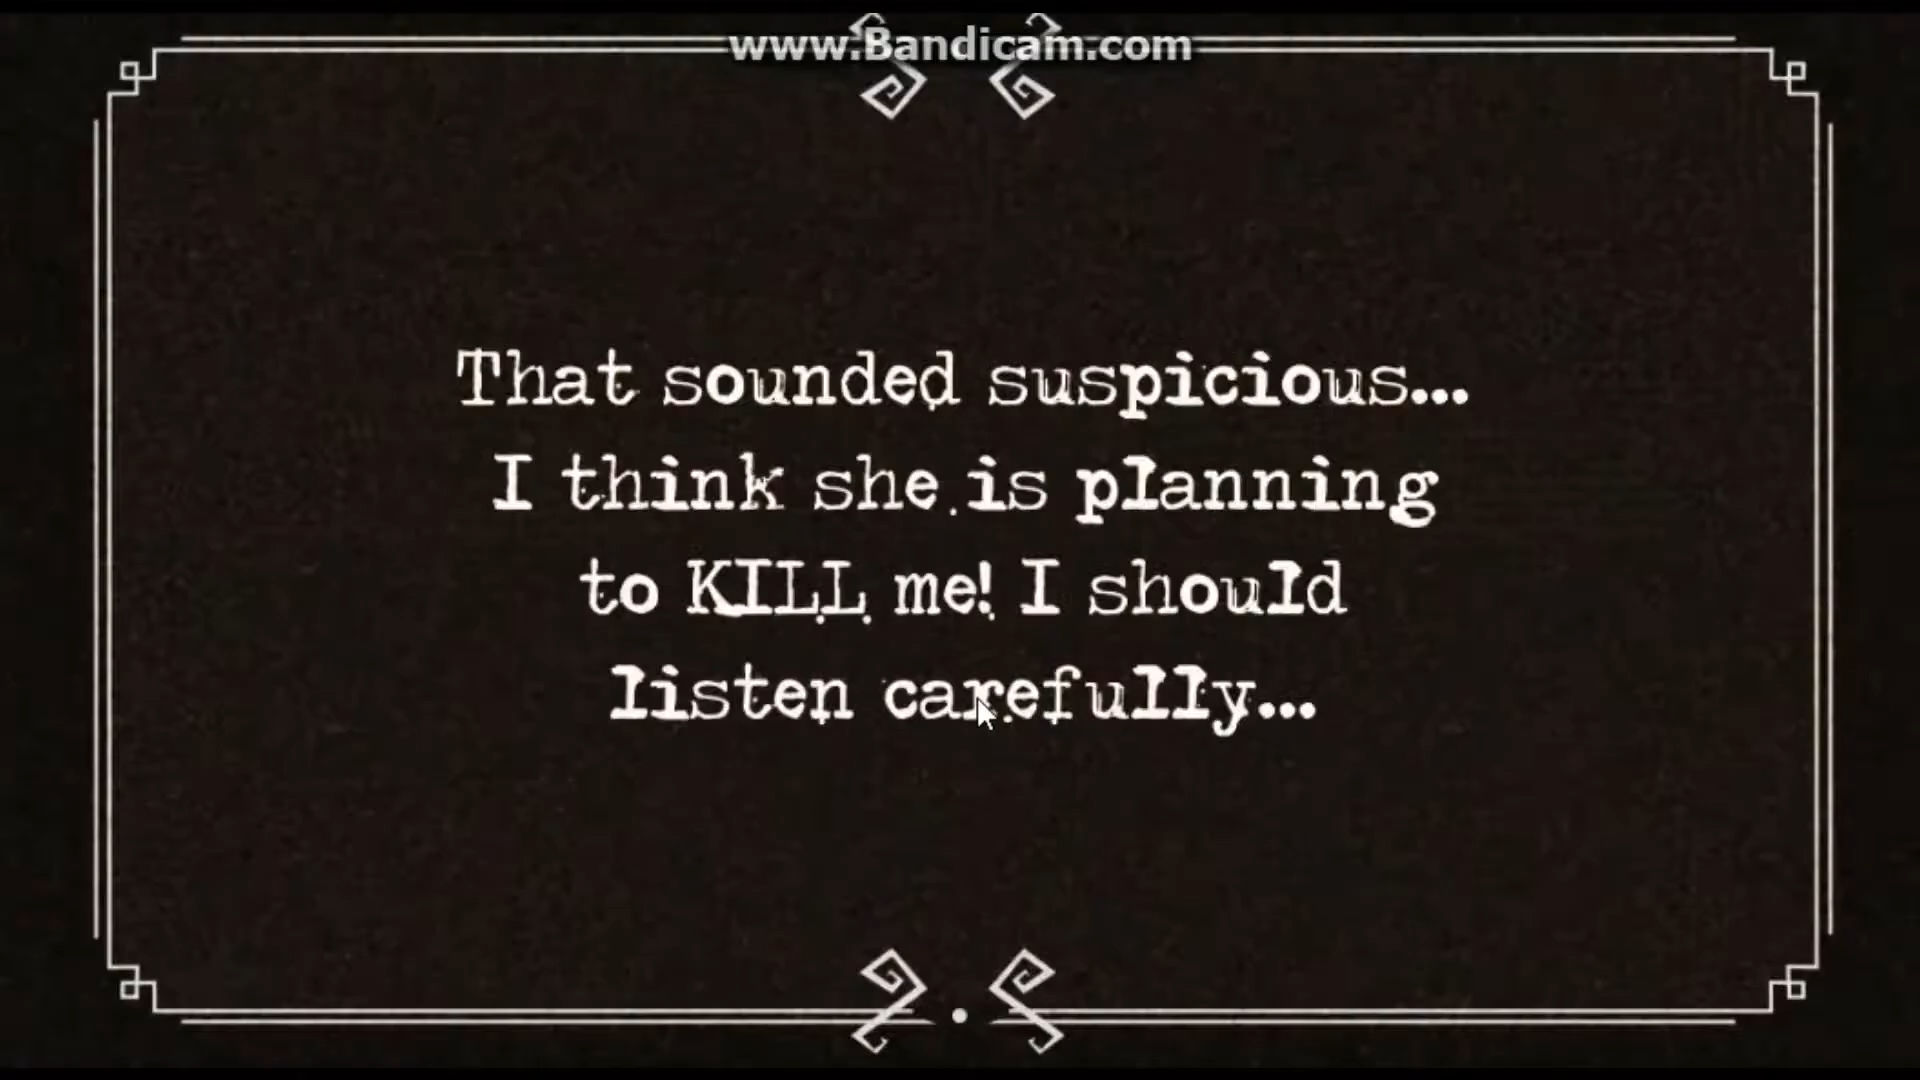 www.Bandicam.com
That sounded suspicious...
I think she is planning
to KILL me! I should
listen carefully...